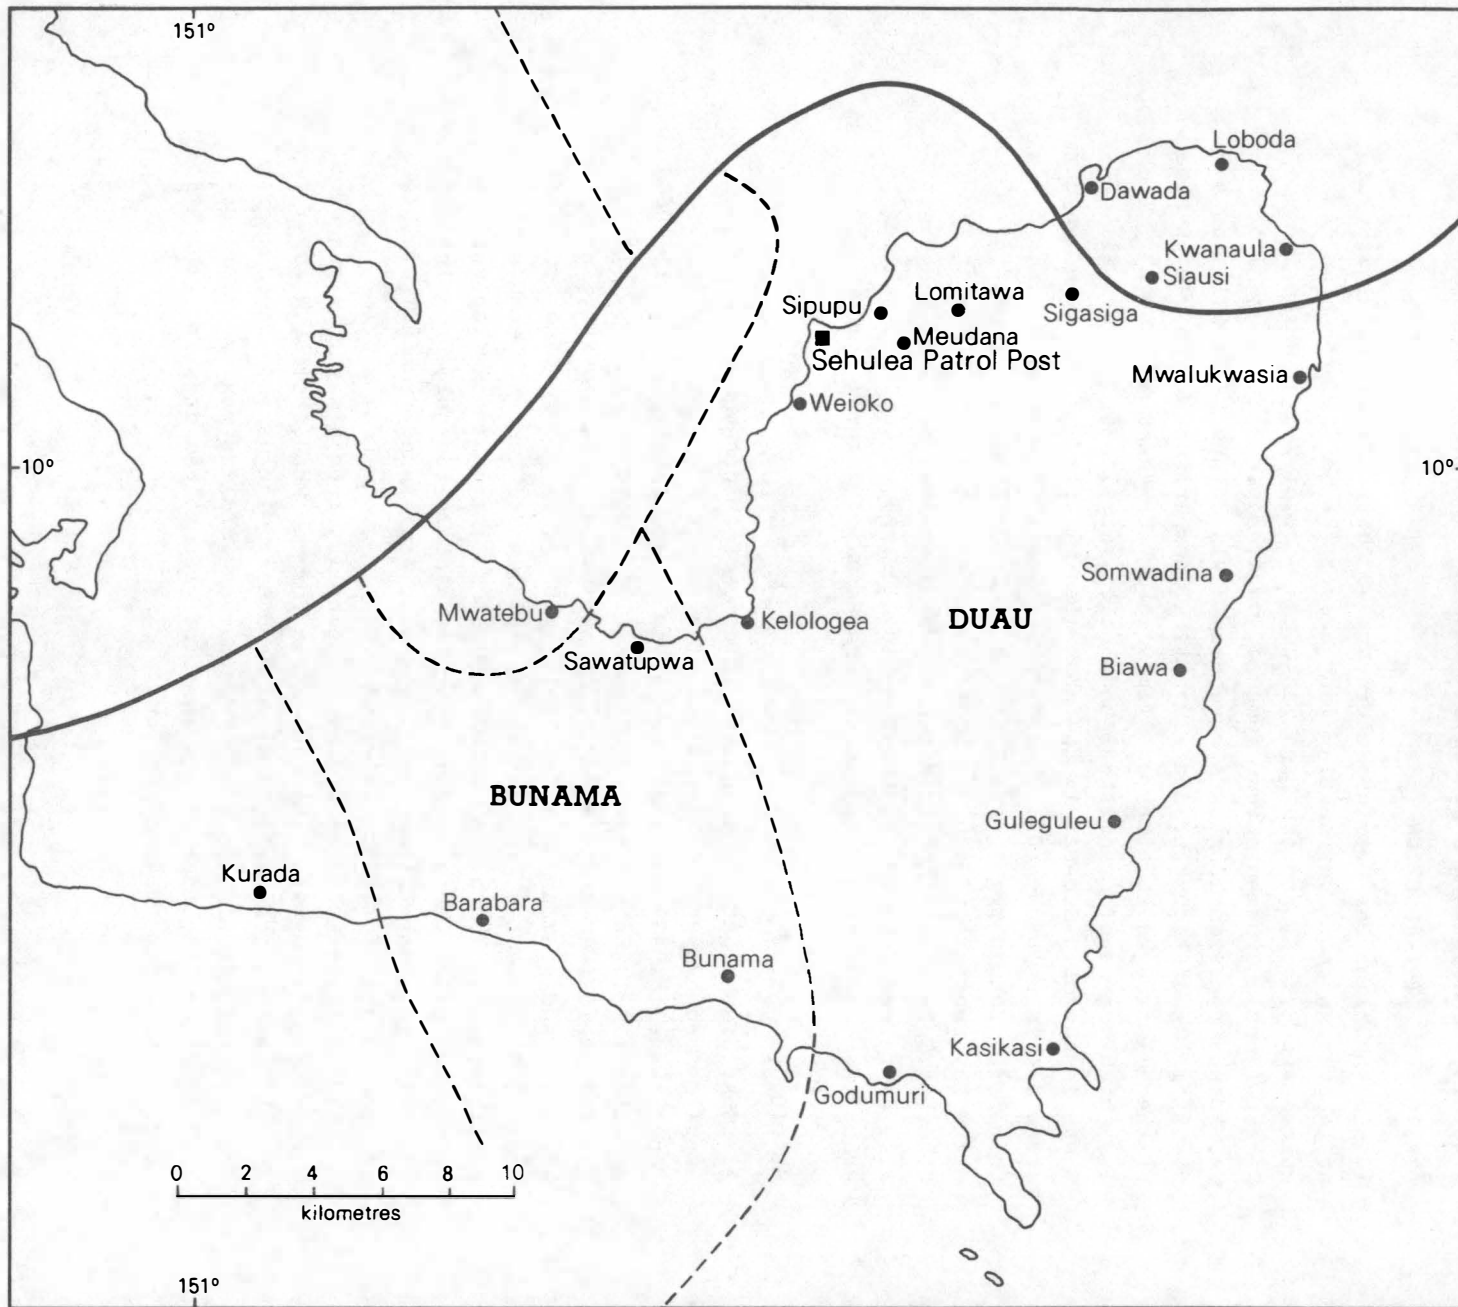 151°
Loboda
Dawada
Kwanaula
Siausi
Sipupu
Lomitawa
Sigasiga
Meudana
Sehulea Patrol Post
Mwalukwasia
Weioko
10°
10°
Somwadina
Mwatebu
Kelologea
DUAU
Sawatupwa
Biawa
BUNAMA
Guleguleu
Kurada
Barabara
Bunama
Kasikasi
Godumuri
0 2 4 6 8 10
kilometres
151°